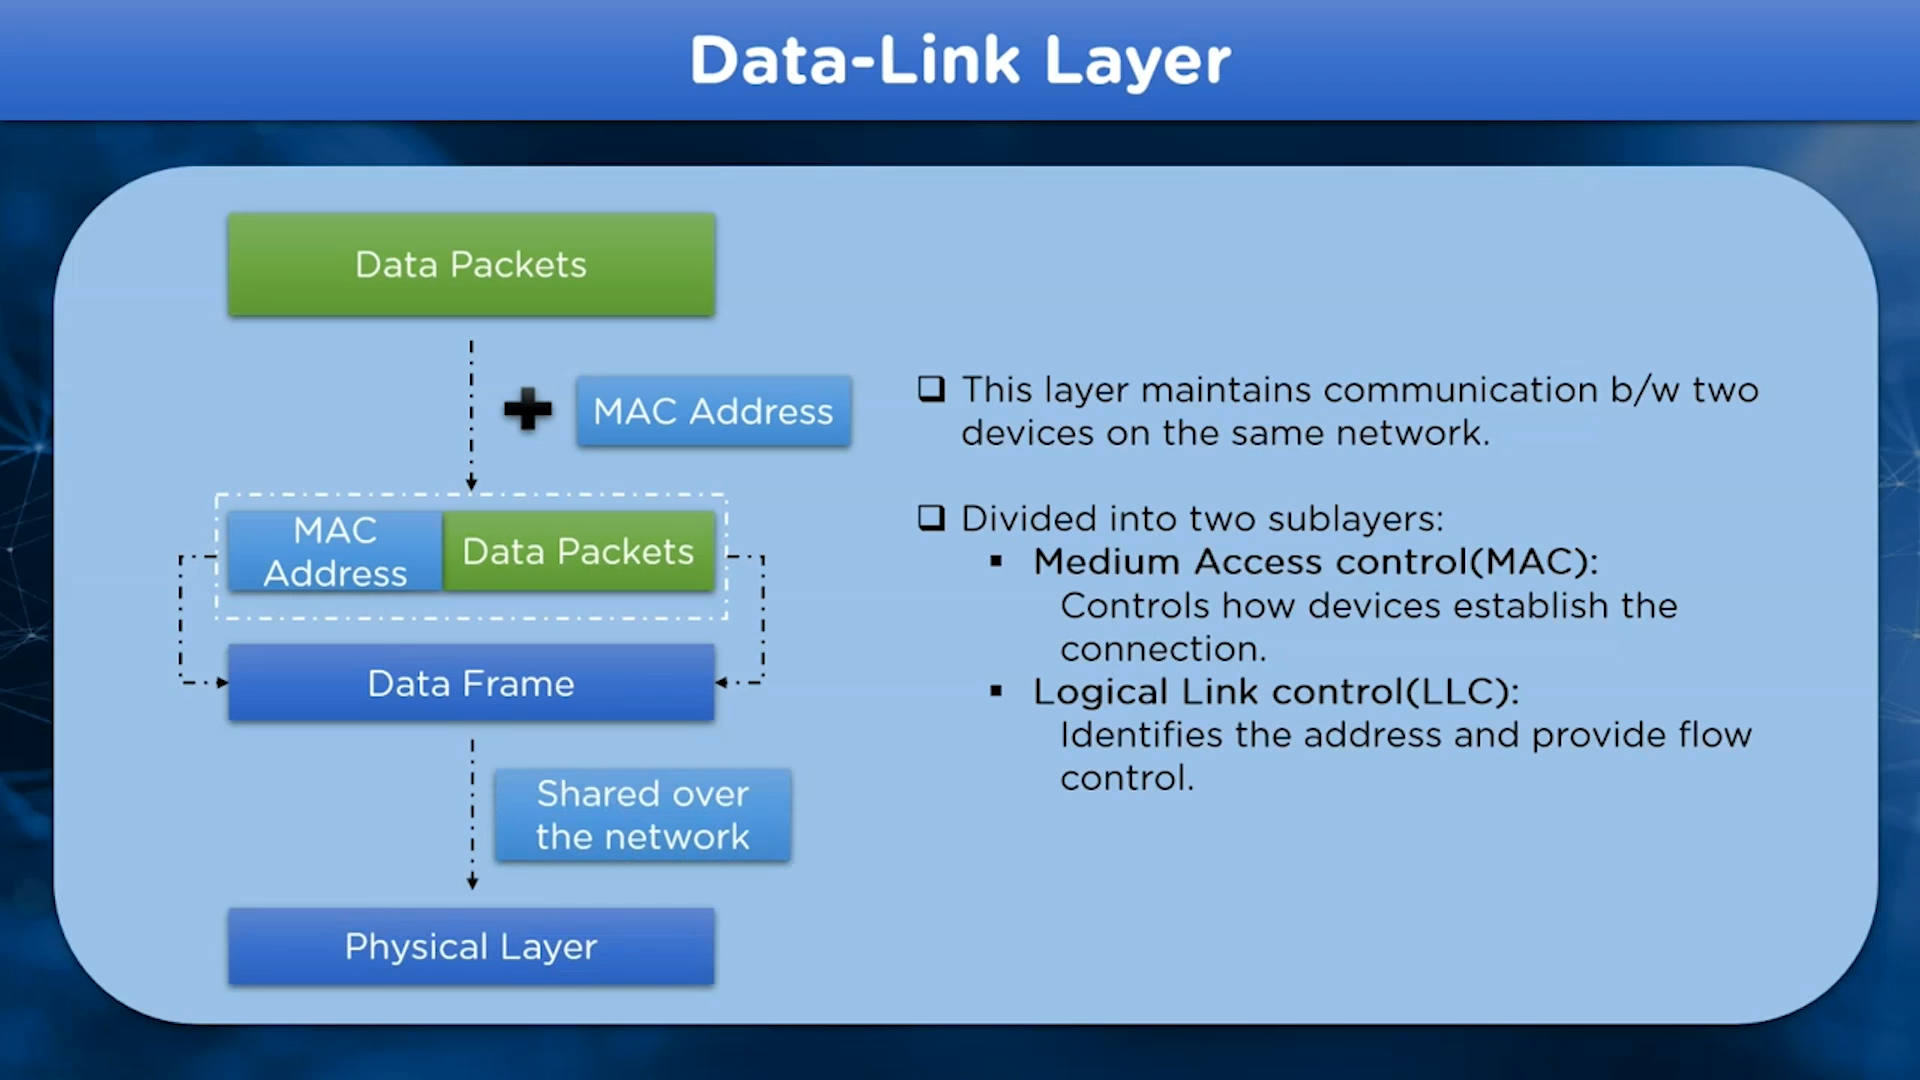 Data-Link Layer
Data Packets
MAC Address
MAC
Address
Data Packets
Data Frame
Shared over
the network
Physical Layer
This layer maintains communication b/w two
devices on the same network.
Divided into two sublayers:
Medium Access control(MAC):
Controls how devices establish the
connection.
Logical Link control(LLC):
Identifies the address and provide flow
control.